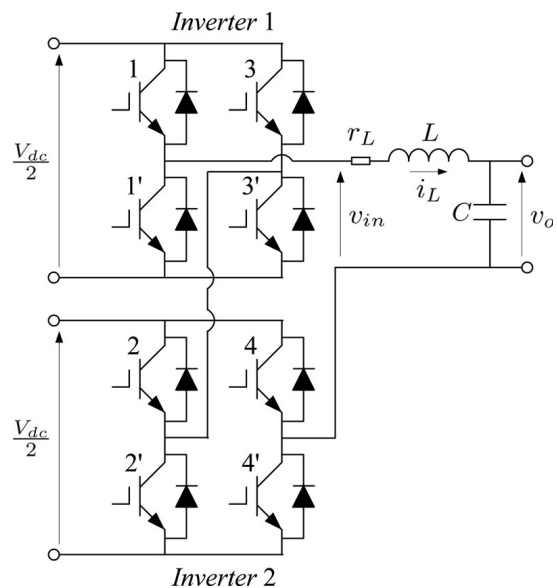 Inverter 1
1
3
V_dc/2
r_L
L
i_L
1'
3'
v_in
C
v_o
2
4
V_dc/2
2'
4'
Inverter 2